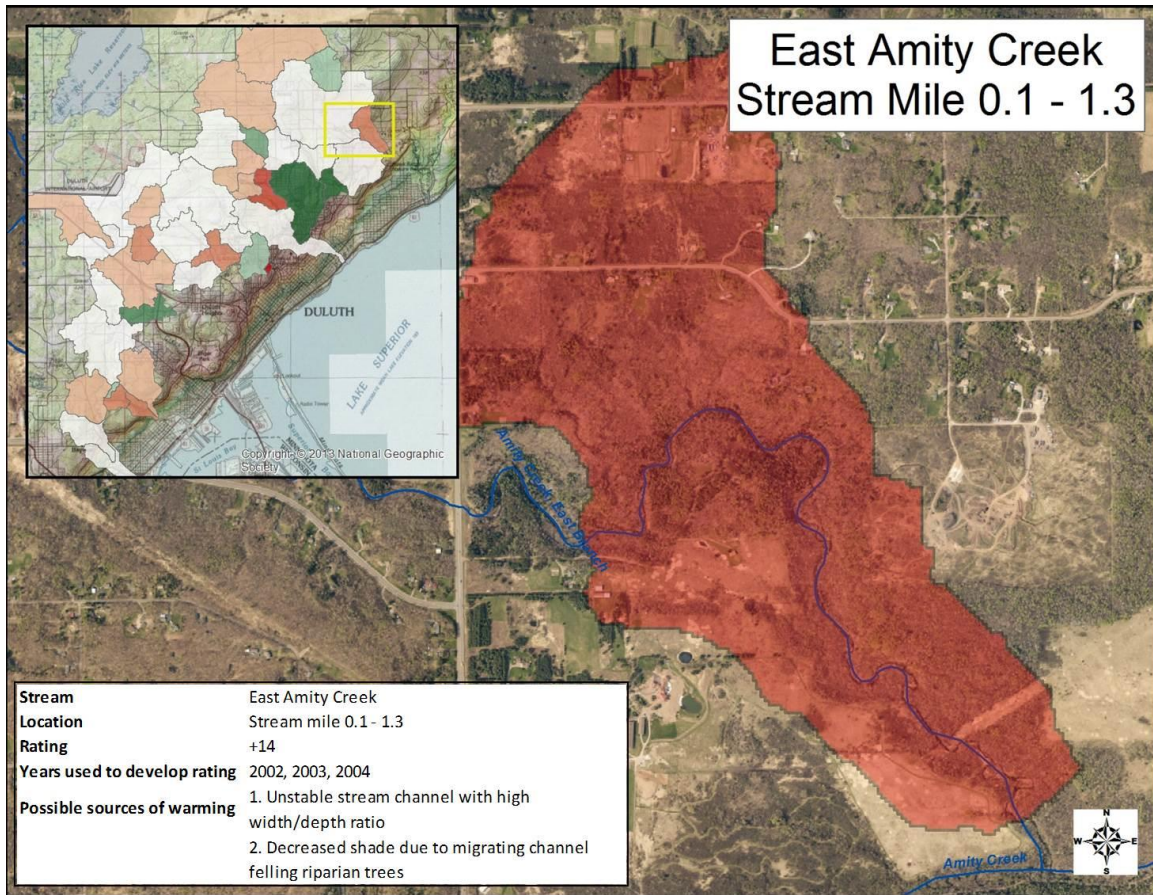 East Amity Creek
Stream Mile 0.1 - 1.3
DULUTH
LAKE SUPERIOR
St Louis Bay
Copyright: © 2013 National Geographic
Society
Amity Creek East Branch
Stream East Amity Creek
Location Stream mile 0.1 - 1.3
Rating +14
Years used to develop rating 2002, 2003, 2004
Possible sources of warming 1. Unstable stream channel with high
width/depth ratio
2. Decreased shade due to migrating channel
felling riparian trees
N
W E
S
Amity Creek